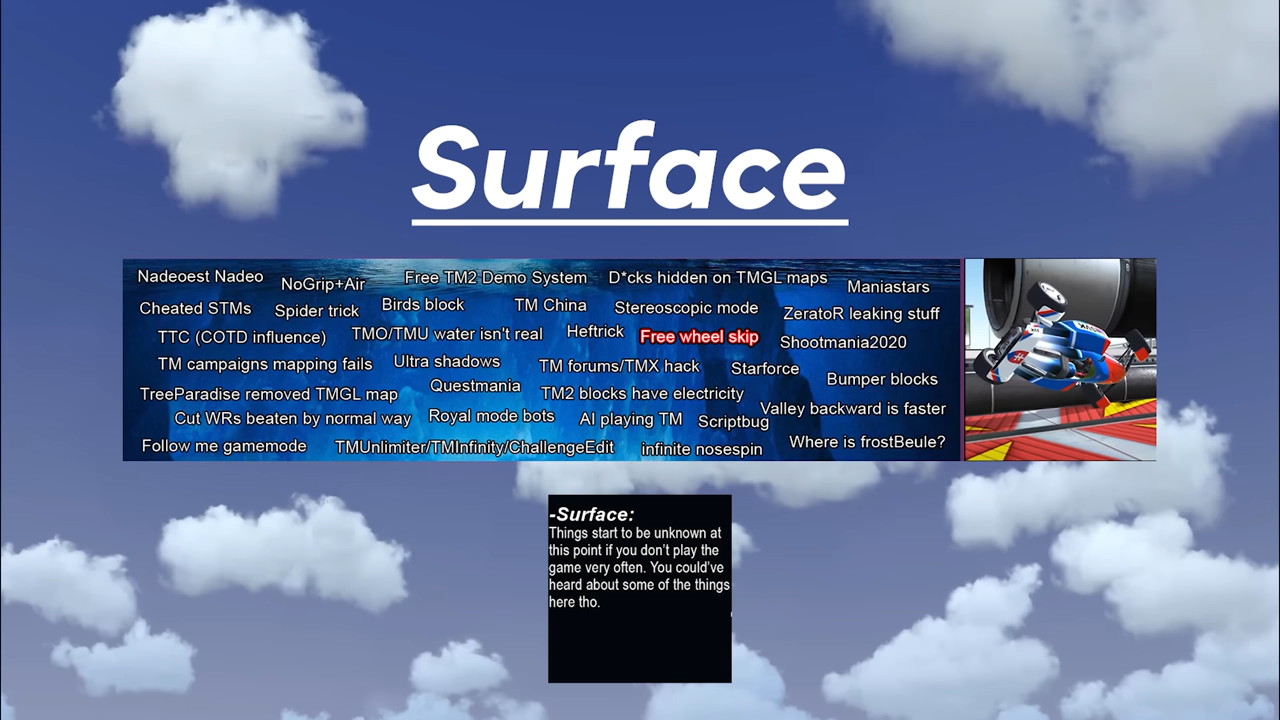 Surface
Nadeoest Nadeo NoGrip+Air Free TM2 Demo System D*cks hidden on TMGL maps Maniastars
Cheated STMs Spider trick Birds block TM China Stereoscopic mode ZeratoR leaking stuff
TTC (COTD influence) TMO/TMU water isn't real Heftrick Free wheel skip Shootmania2020
TM campaigns mapping fails Ultra shadows TM forums/TMX hack Starforce Bumper blocks
TreeParadise removed TMGL map Questmania TM2 blocks have electricity
Cut WRs beaten by normal way Royal mode bots AI playing TM Scriptbug Valley backward is faster
Follow me gamemode TMUnlimiter/TMInfinity/ChallengeEdit infinite nosespin Where is frostBeule?
-Surface:
Things start to be unknown at
this point if you don't play the
game very often. You could've
heard about some of the things
here tho.